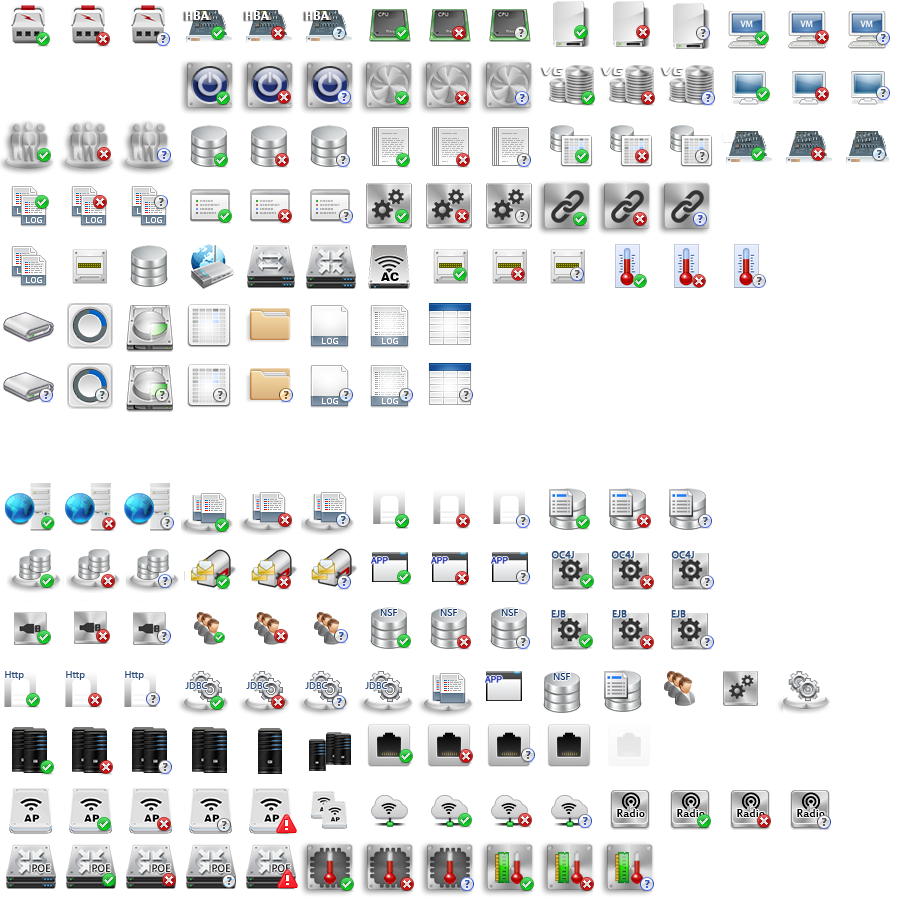 HBA HBA HBA CPU CPU CPU VM VM VM
VG VG VG
LOG LOG LOG
LOG AC
LOG LOG
LOG LOG
APP APP APP OC4J OC4J OC4J
NSF NSF NSF EJB EJB EJB
Http Http Http JDBC JDBC JDBC JDBC APP NSF
AP AP AP AP AP AP Radio Radio Radio Radio
POE POE POE POE POE